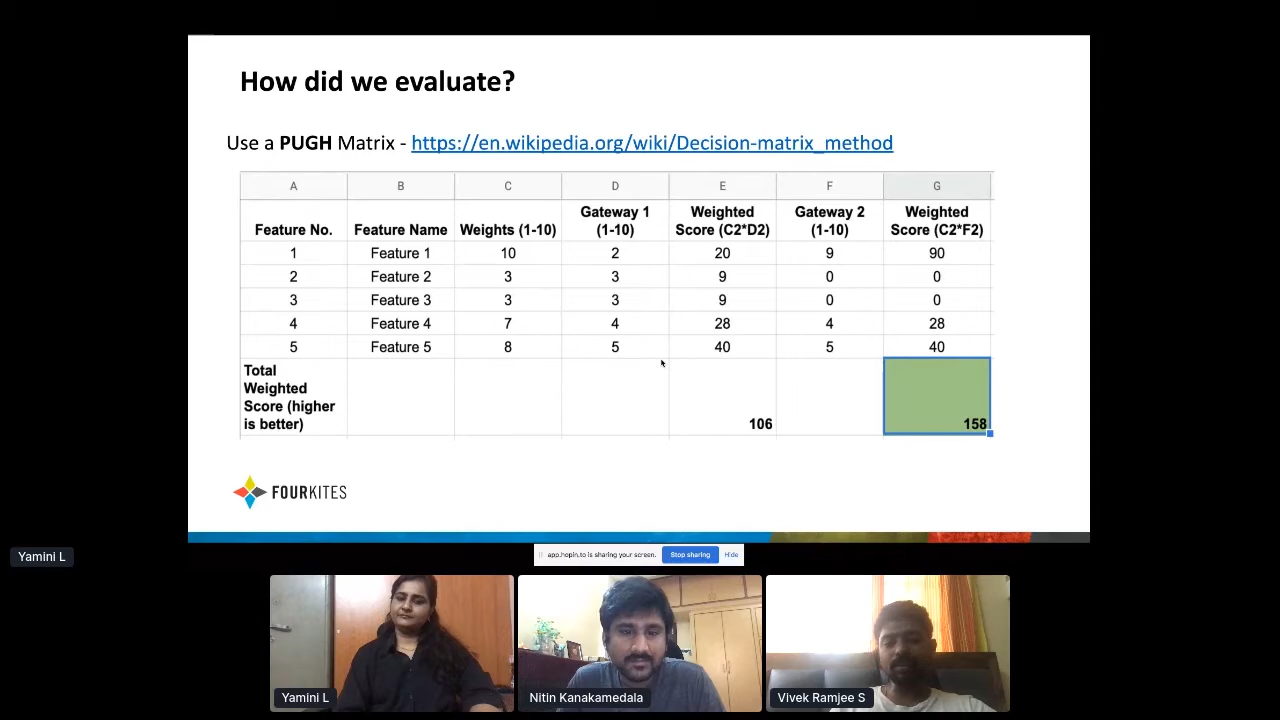 How did we evaluate?
Use a PUGH Matrix - https://en.wikipedia.org/wiki/Decision-matrix_method
A B C D E F G
Feature No. Feature Name Weights (1-10) Gateway 1 (1-10) Weighted Score (C2*D2) Gateway 2 (1-10) Weighted Score (C2*F2)
1 Feature 1 10 2 20 9 90
2 Feature 2 3 3 9 0 0
3 Feature 3 3 3 9 0 0
4 Feature 4 7 4 28 4 28
5 Feature 5 8 5 40 5 40
Total Weighted Score (higher is better) 106 158
FOURKITES
Yamini L
app.hopin.to is sharing your screen. Stop sharing Hide
Yamini L
Nitin Kanakamedala
Vivek Ramjee S